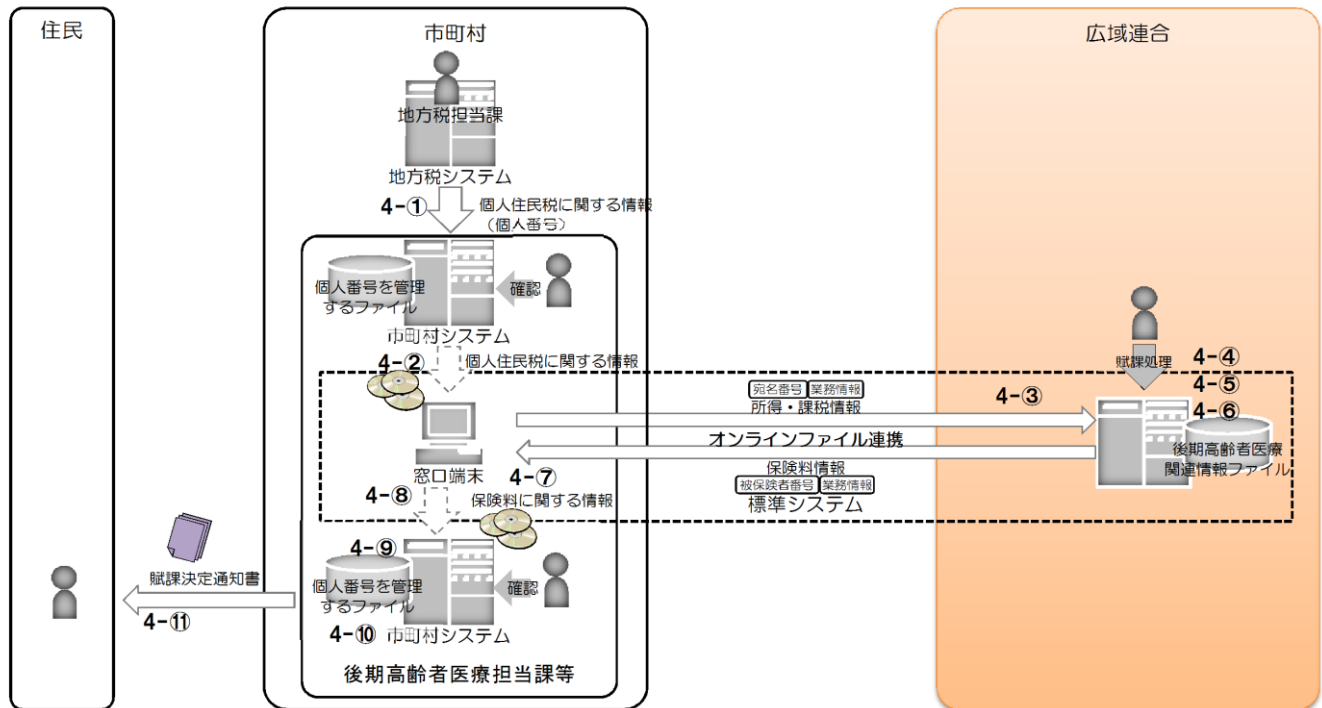 住民
市町村
広域連合
地方税担当課
地方税システム
4-①
個人住民税に関する情報
(個人番号)
個人番号を管理
するファイル
確認
市町村システム
4-②
個人住民税に関する情報
賦課処理
4-④
4-⑤
4-⑥
宛名番号 業務情報
4-③
所得・課税情報
オンラインファイル連携
後期高齢者医療
関連情報ファイル
窓口端末
4-⑦
保険料情報
被保険者番号 業務情報
標準システム
4-⑧
保険料に関する情報
4-⑨
個人番号を管理
するファイル
確認
4-⑩
市町村システム
賦課決定通知書
4-⑪
後期高齢者医療担当課等